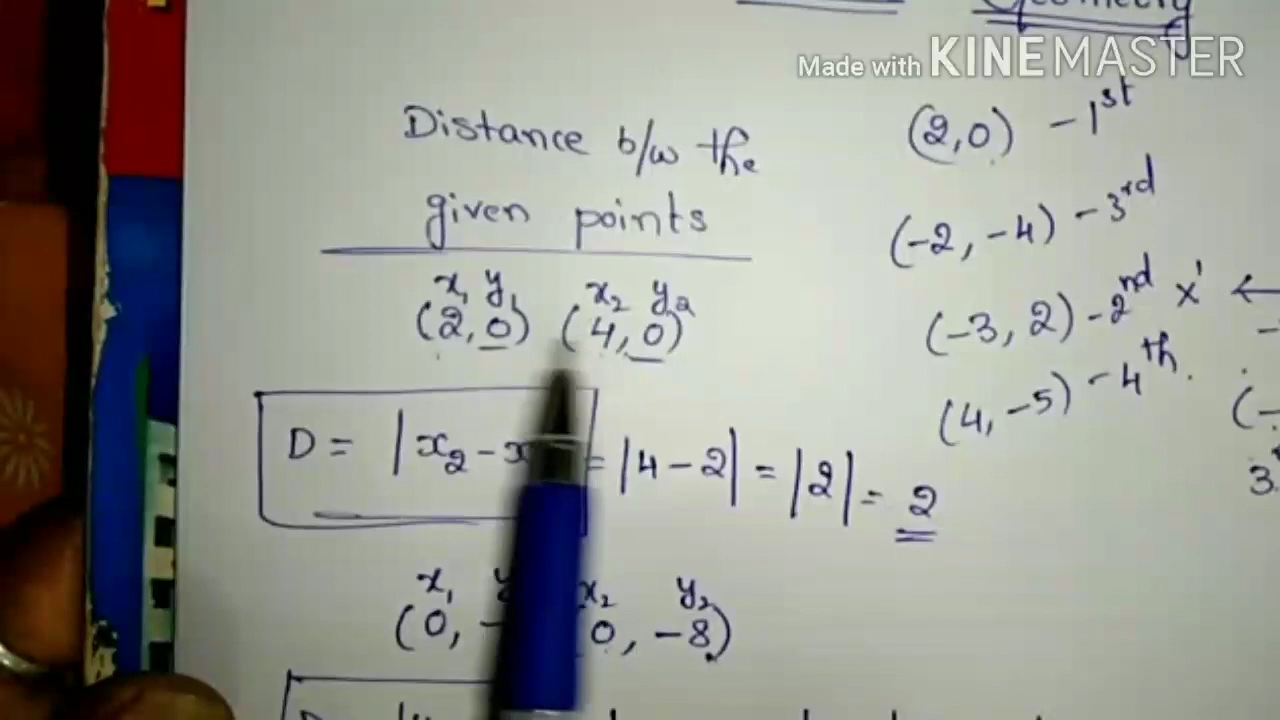 Geometry
Made with KINEMASTER
Distance b/w the
given points
x₁ y₁ x₂ y₂
(2, 0) (4, 0)
D = |x₂ - x = |4 - 2| = |2| = 2
x₁ y x₂ y₂
(0, - 0, -8)
(2, 0) - 1st
(-2, -4) - 3rd
(-3, 2) - 2nd x' ←
(4, -5) - 4th.